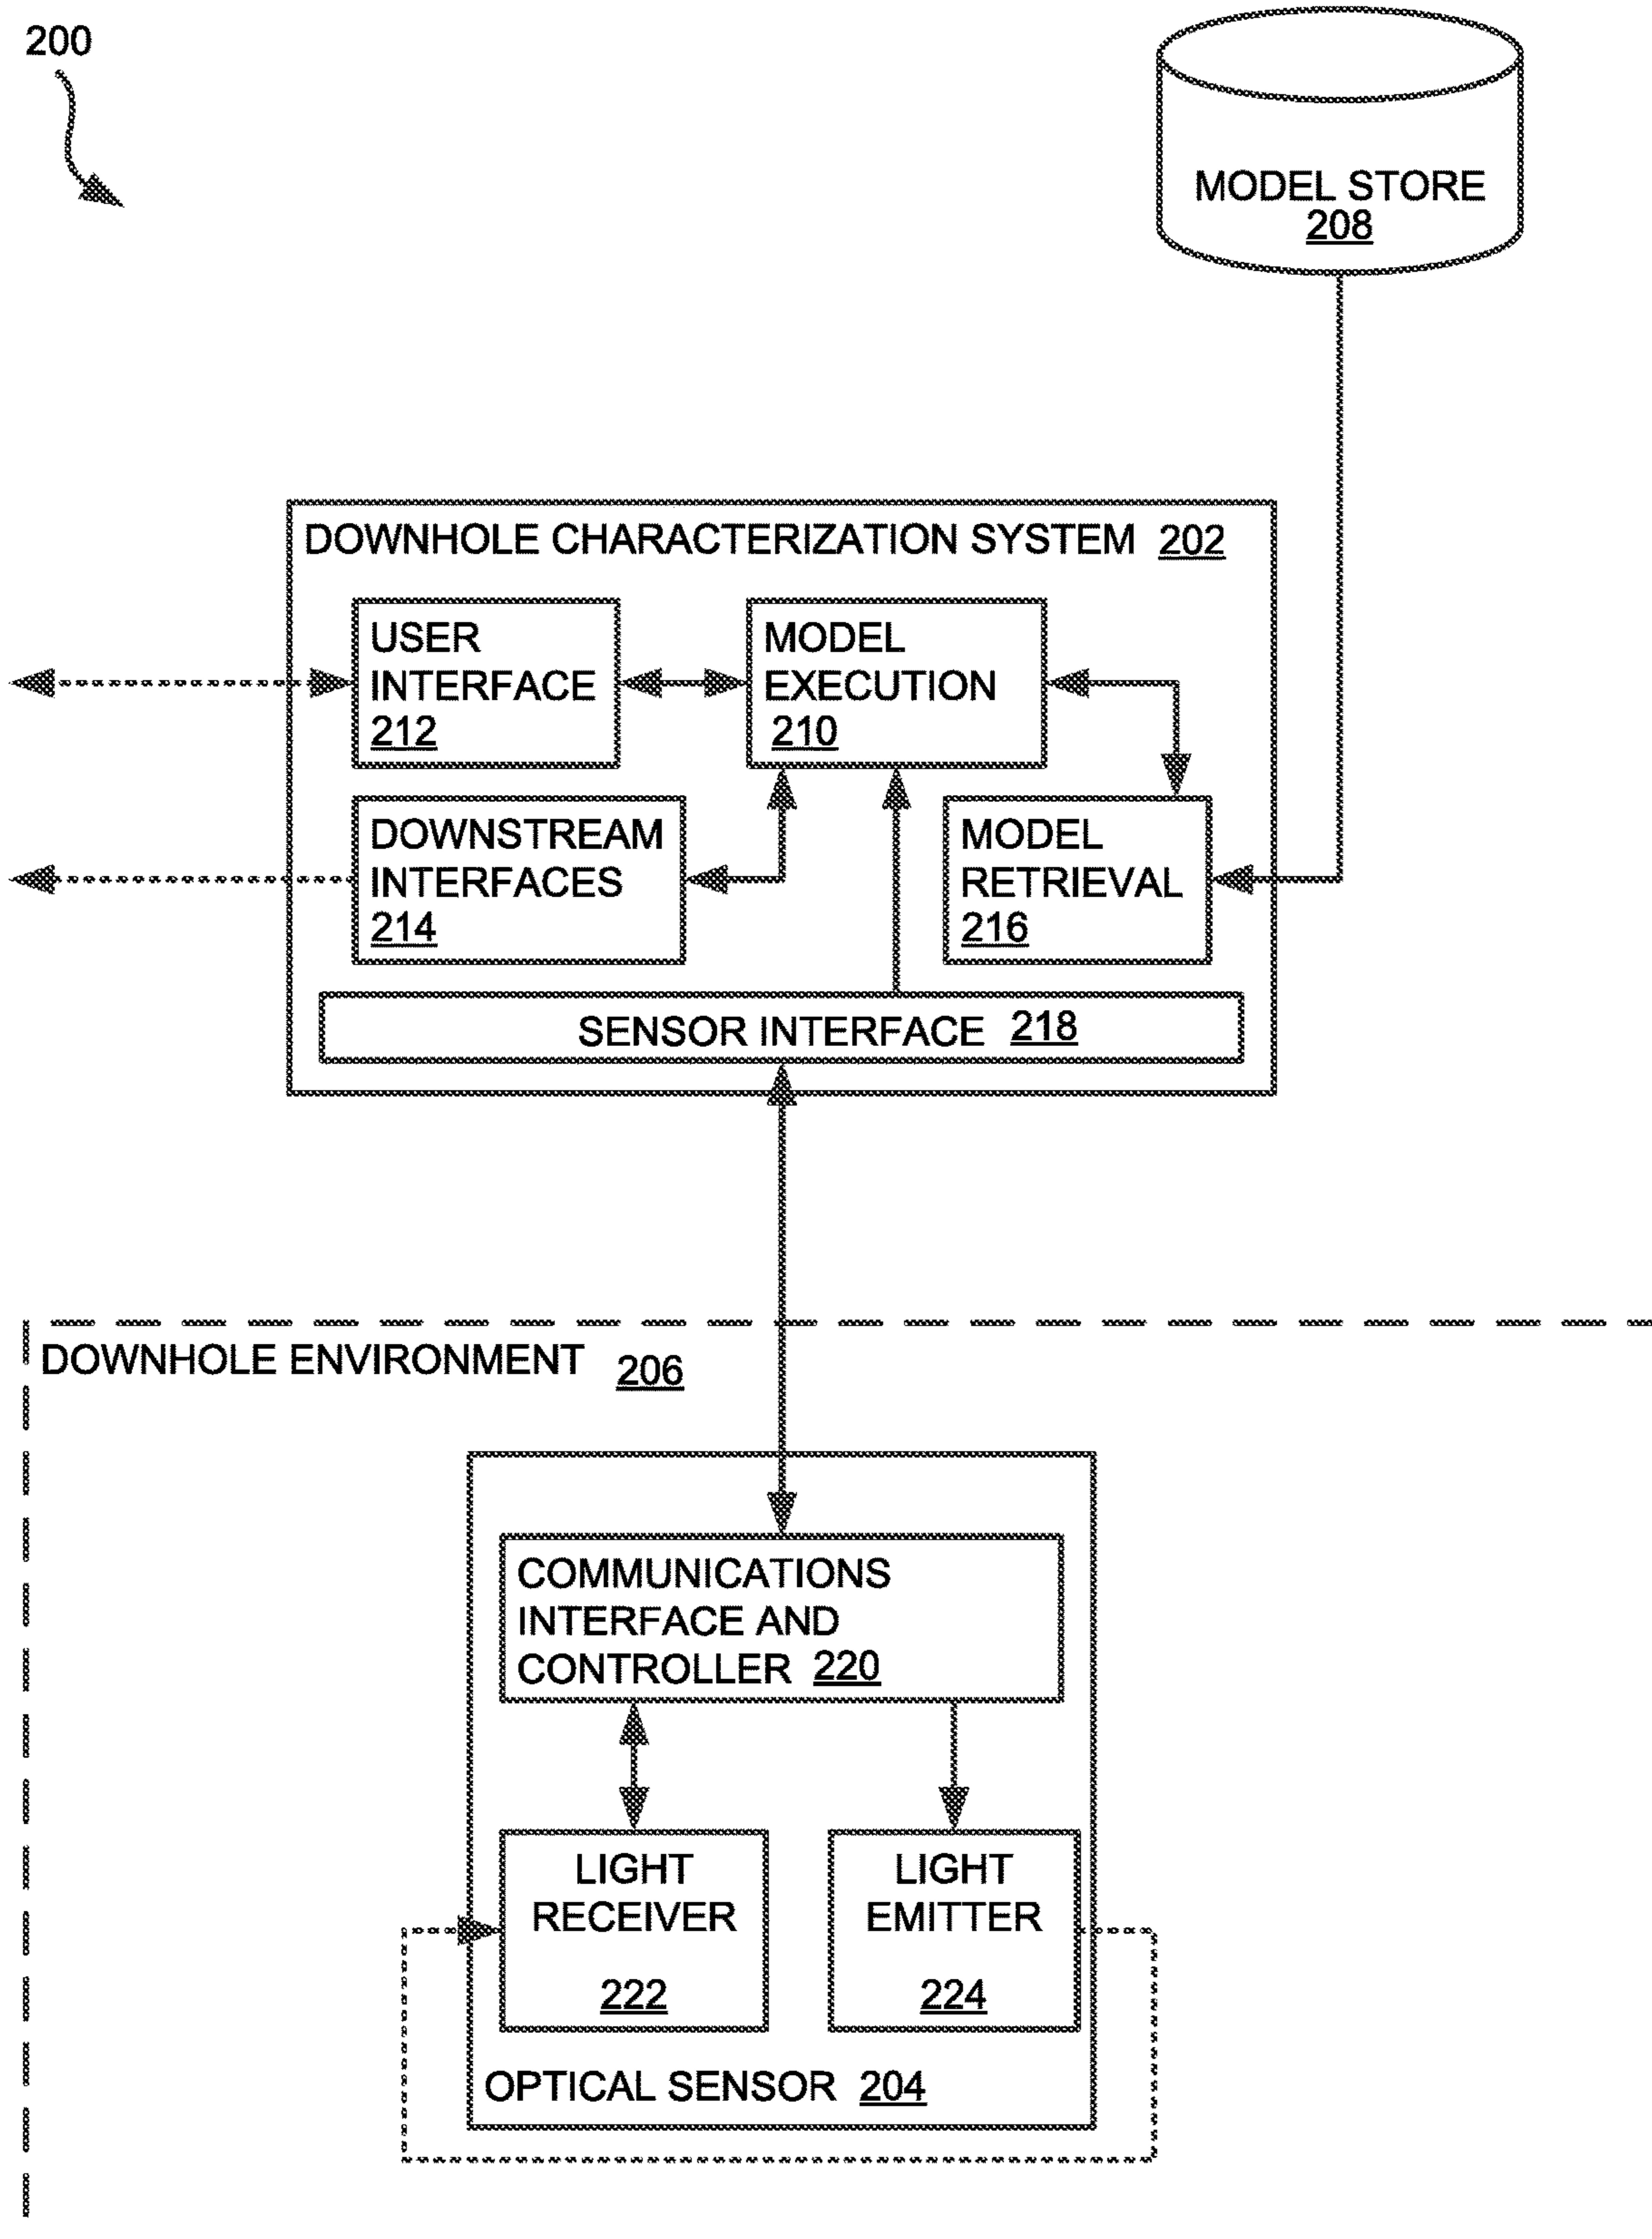 200
MODEL STORE
208
DOWNHOLE CHARACTERIZATION SYSTEM 202
USER
INTERFACE
212
MODEL
EXECUTION
210
DOWNSTREAM
INTERFACES
214
MODEL
RETRIEVAL
216
SENSOR INTERFACE 218
DOWNHOLE ENVIRONMENT 206
COMMUNICATIONS
INTERFACE AND
CONTROLLER 220
LIGHT
RECEIVER
222
LIGHT
EMITTER
224
OPTICAL SENSOR 204